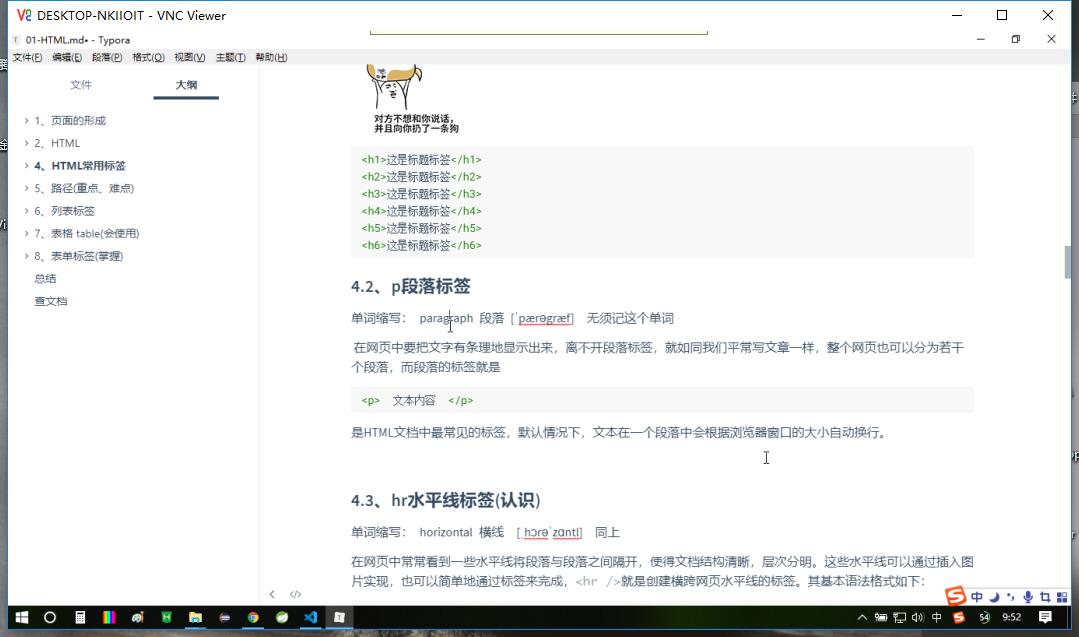 DESKTOP-NKIIOIT - VNC Viewer
01-HTML.md• - Typora
文件(F) 编辑(E) 段落(P) 格式(O) 视图(V) 主题(T) 帮助(H)
文件 大纲
1、页面的形成
2、HTML
4、HTML常用标签
5、路径(重点、难点)
6、列表标签
7、表格 table(会使用)
8、表单标签(掌握)
总结
查文档
对方不想和你说话，
并且向你扔了一条狗
<h1>这是标题标签</h1>
<h2>这是标题标签</h2>
<h3>这是标题标签</h3>
<h4>这是标题标签</h4>
<h5>这是标题标签</h5>
<h6>这是标题标签</h6>
4.2、p段落标签
单词缩写： paragraph 段落 [ˈpærəgræf] 无须记这个单词
在网页中要把文字有条理地显示出来，离不开段落标签，就如同我们平常写文章一样，整个网页也可以分为若干
个段落，而段落的标签就是
<p> 文本内容 </p>
是HTML文档中最常见的标签，默认情况下，文本在一个段落中会根据浏览器窗口的大小自动换行。
4.3、hr水平线标签(认识)
单词缩写： horizontal 横线 [ˌhɔrəˈzɑntl] 同上
在网页中常常看到一些水平线将段落与段落之间隔开，使得文档结构清晰，层次分明。这些水平线可以通过插入图
片实现，也可以简单地通过标签来完成，<hr />就是创建横跨网页水平线的标签。其基本语法格式如下：
中
中 54 9:52